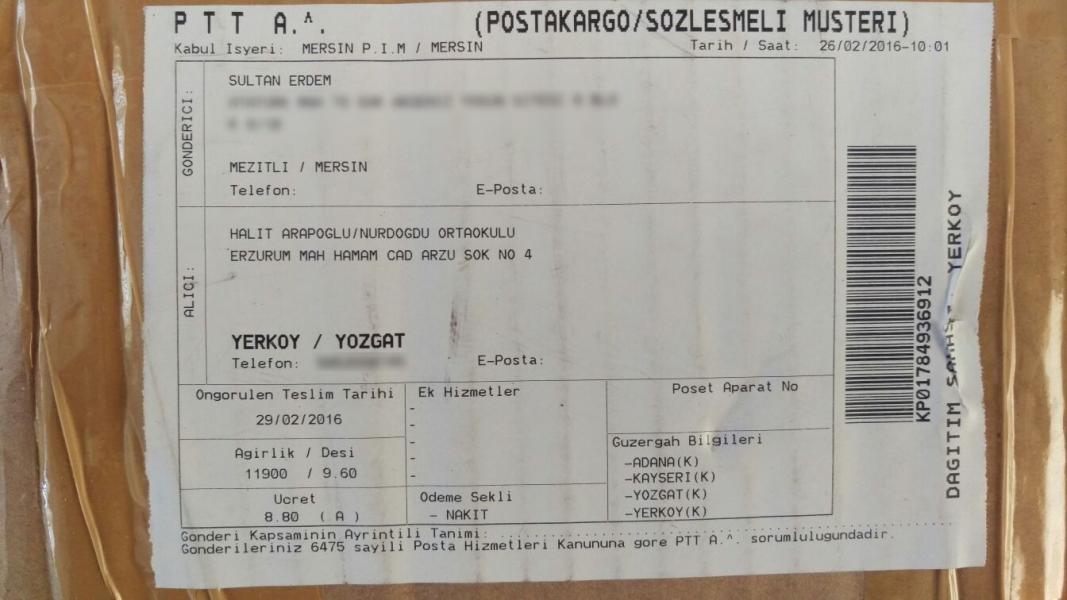 PTT A.^. (POSTAKARGO/SOZLESMELI MUSTERI)
Kabul Isyeri: MERSIN P.I.M / MERSIN Tarih / Saat: 26/02/2016-10:01
GONDERICI:
SULTAN ERDEM
MEZITLI / MERSIN
Telefon: E-Posta:
ALICI:
HALIT ARAPOGLU/NURDOGDU ORTAOKULU
ERZURUM MAH HAMAM CAD ARZU SOK NO 4
YERKOY / YOZGAT
Telefon: E-Posta:
Ongorulen Teslim Tarihi
29/02/2016
Agirlik / Desi
11900 / 9.60
Ucret
8.80 ( A )
Ek Hizmetler
-
-
-
-
-
Odeme Sekli
- NAKIT
Poset Aparat No
Guzergah Bilgileri
-ADANA(K)
-KAYSERI(K)
-YOZGAT(K)
-YERKOY(K)
KP01784936912
DAGITIM YERKOY
Gonderi Kapsaminin Ayrintili Tanimi: ........................................
Gonderileriniz 6475 sayili Posta Hizmetleri Kanununa gore PTT A.^. sorumlulugundadir.